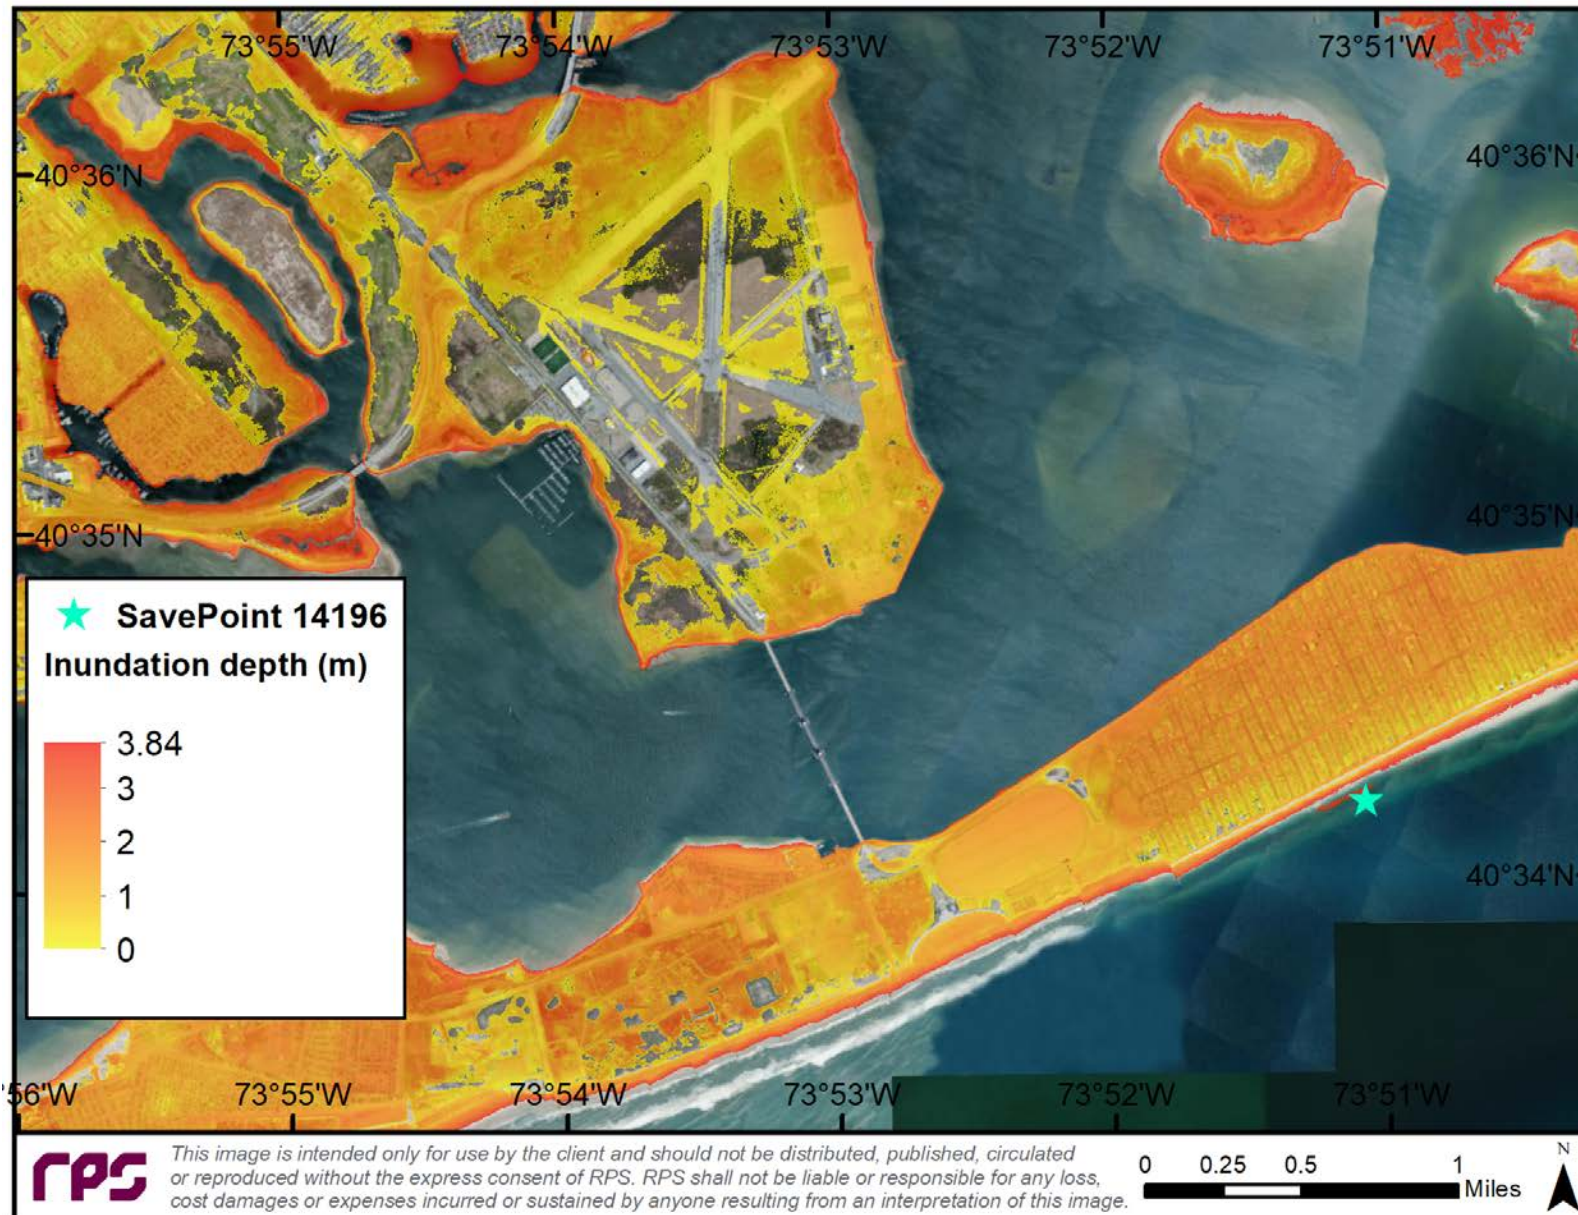 73°55'W 73°54'W 73°53'W 73°52'W 73°51'W
40°36'N 40°36'N
40°35'N 40°35'N
SavePoint 14196
Inundation depth (m)
3.84
3
2
1
0
40°34'N
56'W 73°55'W 73°54'W 73°53'W 73°52'W 73°51'W
rps
This image is intended only for use by the client and should not be distributed, published, circulated
or reproduced without the express consent of RPS. RPS shall not be liable or responsible for any loss,
cost damages or expenses incurred or sustained by anyone resulting from an interpretation of this image.
0 0.25 0.5 1
Miles
N